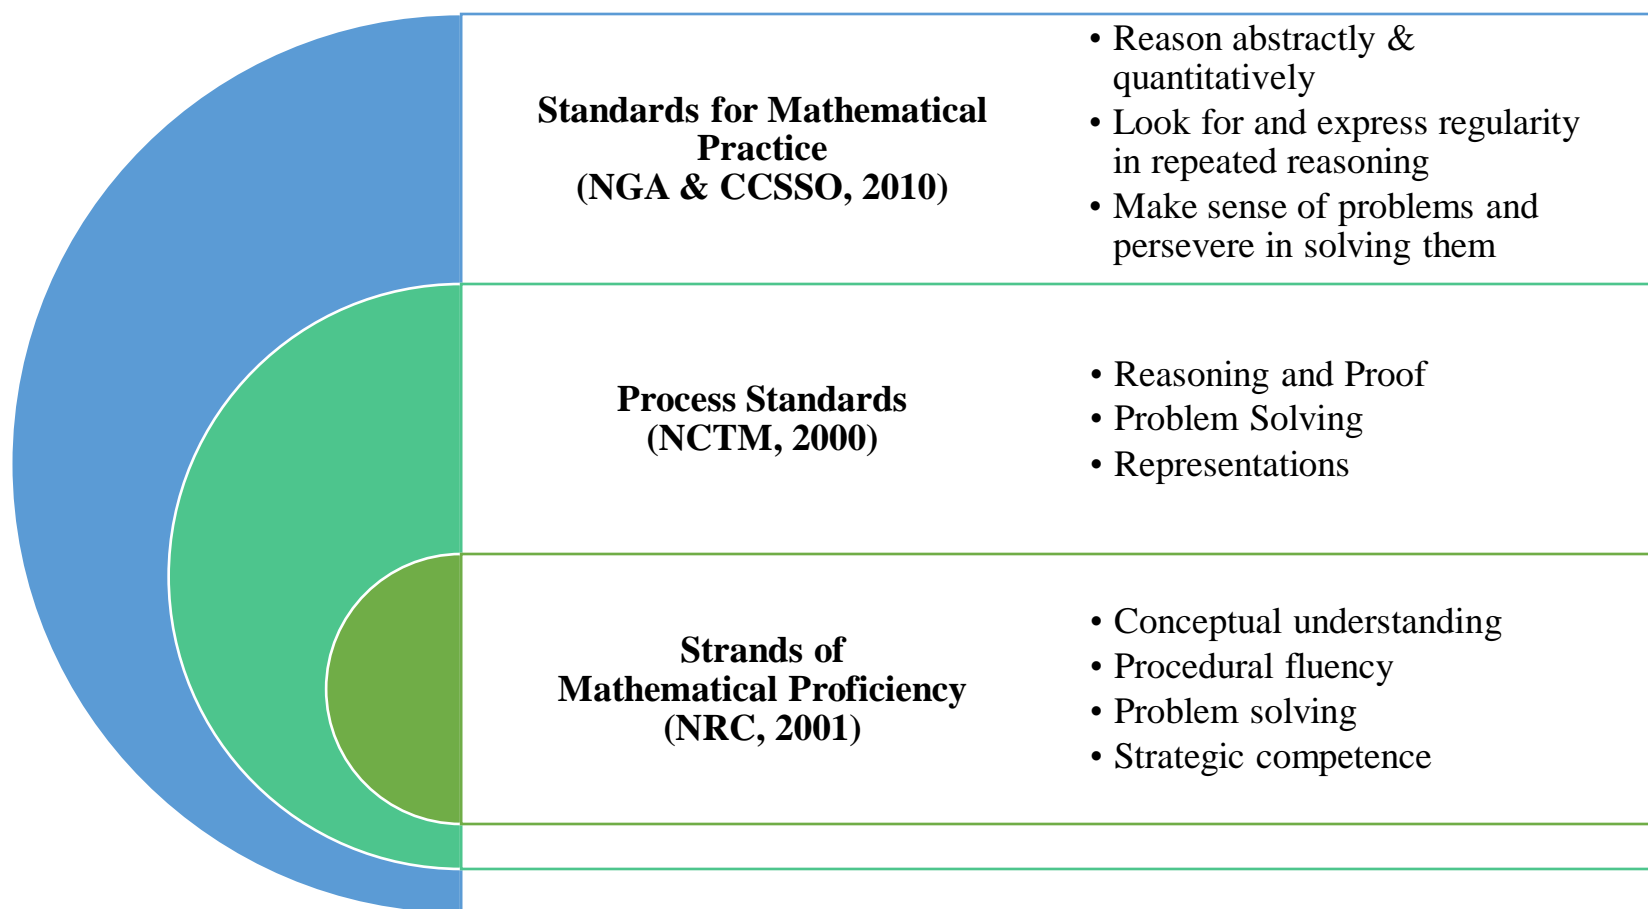 Standards for Mathematical
Practice
(NGA & CCSSO, 2010)
• Reason abstractly &
quantitatively
• Look for and express regularity
in repeated reasoning
• Make sense of problems and
persevere in solving them
Process Standards
(NCTM, 2000)
• Reasoning and Proof
• Problem Solving
• Representations
Strands of
Mathematical Proficiency
(NRC, 2001)
• Conceptual understanding
• Procedural fluency
• Problem solving
• Strategic competence